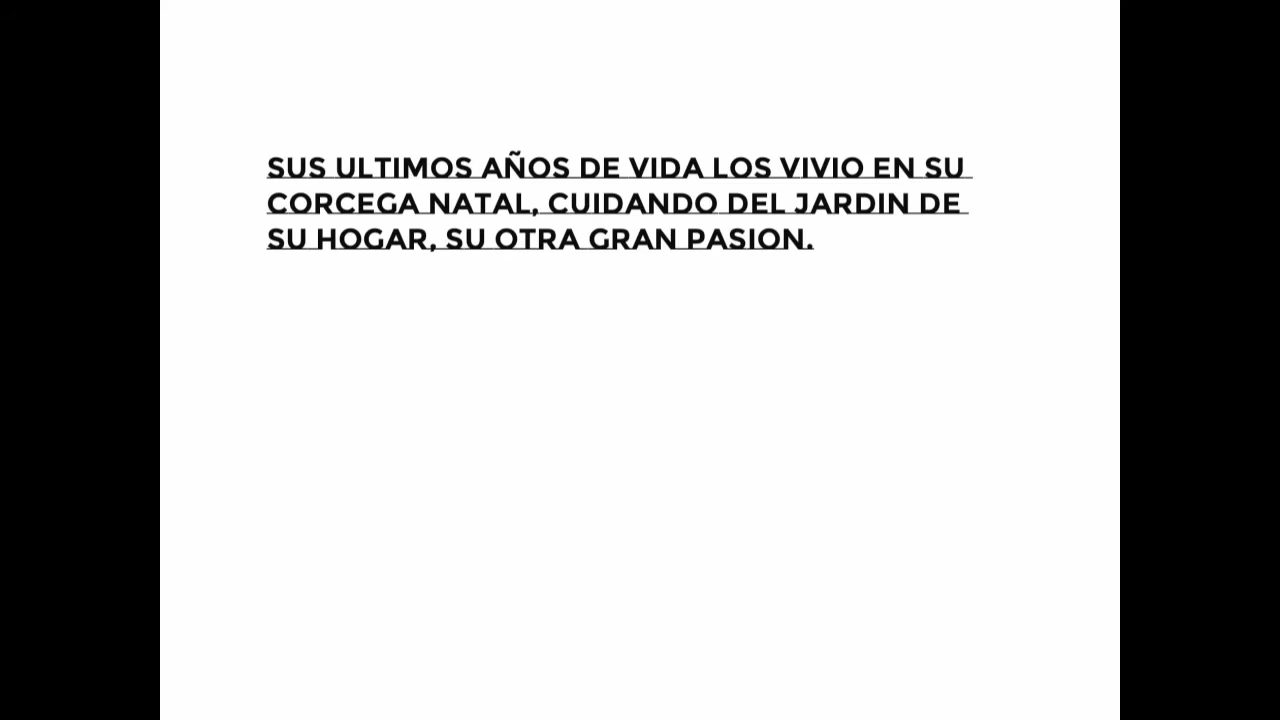 SUS ULTIMOS AÑOS DE VIDA LOS VIVIO EN SU
CORCEGA NATAL, CUIDANDO DEL JARDIN DE
SU HOGAR, SU OTRA GRAN PASION.